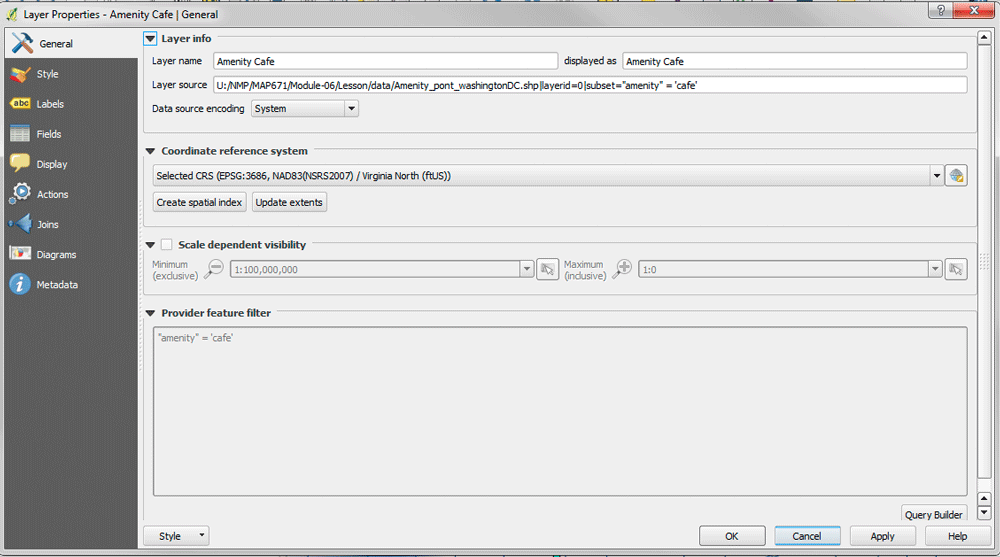 Layer Properties - Amenity Cafe | General
?
X
General
Style
abc Labels
Fields
Display
Actions
Joins
Diagrams
i Metadata
Layer info
Layer name Amenity Cafe displayed as Amenity Cafe
Layer source U:/NMP/MAP671/Module-06/Lesson/data/Amenity_pont_washingtonDC.shp|layerid=0|subset="amenity" = 'cafe'
Data source encoding System
Coordinate reference system
Selected CRS (EPSG:3686, NAD83(NSRS2007) / Virginia North (ftUS))
Create spatial index Update extents
Scale dependent visibility
Minimum
(exclusive) 1:100,000,000
Maximum
(inclusive) 1:0
Provider feature filter
"amenity" = 'cafe'
Query Builder
Style OK Cancel Apply Help